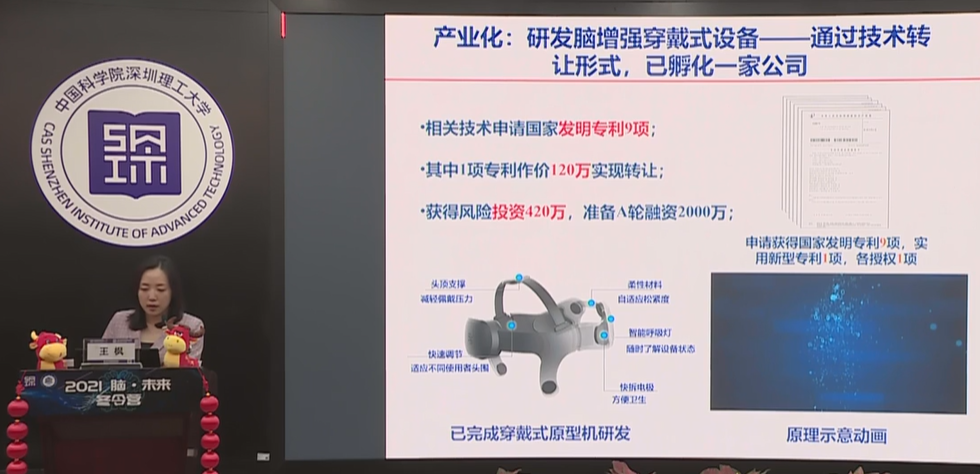 中国科学院深圳理工大学
CAS SHENZHEN INSTITUTE OF ADVANCED TECHNOLOGY
王枫
2021 脑·未来
冬令营
产业化：研发脑增强穿戴式设备——通过技术转
让形式，已孵化一家公司
·相关技术申请国家发明专利9项；
·其中1项专利作价120万实现转让；
·获得风险投资420万，准备A轮融资2000万；
申请获得国家发明专利9项，实
用新型专利1项，各授权1项
头顶支撑
减轻佩戴压力
柔性材料
自适应松紧度
智能呼吸灯
随时了解设备状态
快速调节
适应不同使用者头围
快拆电极
方便卫生
已完成穿戴式原型机研发
原理示意动画